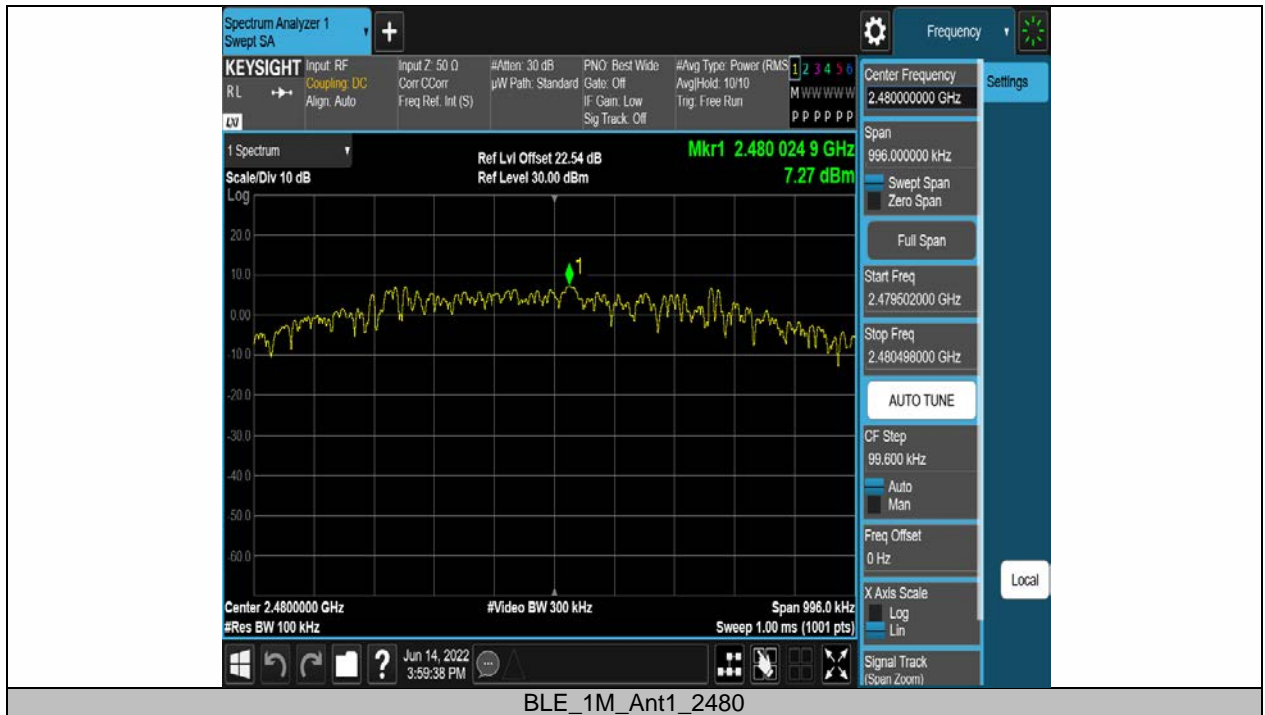 Spectrum Analyzer 1
Swept SA
+
Frequency
KEYSIGHT
RL
LXI
Input: RF
Coupling: DC
Align: Auto
Input Z: 50 Ω
Corr CCorr
Freq Ref: Int (S)
#Atten: 30 dB
µW Path: Standard
PNO: Best Wide
Gate: Off
IF Gain: Low
Sig Track: Off
#Avg Type: Power (RMS
Avg|Hold: 10/10
Trig: Free Run
1 2 3 4 5 6
M W W W W W
P P P P P P
1 Spectrum
Scale/Div 10 dB
Log
Ref Lvl Offset 22.54 dB
Ref Level 30.00 dBm
Mkr1 2.480 024 9 GHz
7.27 dBm
1
20.0
10.0
0.00
-10.0
-20.0
-30.0
-40.0
-50.0
-60.0
Center 2.4800000 GHz
#Res BW 100 kHz
#Video BW 300 kHz
Span 996.0 kHz
Sweep 1.00 ms (1001 pts)
Center Frequency
2.480000000 GHz
Settings
Span
996.000000 kHz
Swept Span
Zero Span
Full Span
Start Freq
2.479502000 GHz
Stop Freq
2.480498000 GHz
AUTO TUNE
CF Step
99.600 kHz
Auto
Man
Freq Offset
0 Hz
X Axis Scale
Log
Lin
Signal Track
(Span Zoom)
Local
?
Jun 14, 2022
3:59:38 PM
BLE_1M_Ant1_2480